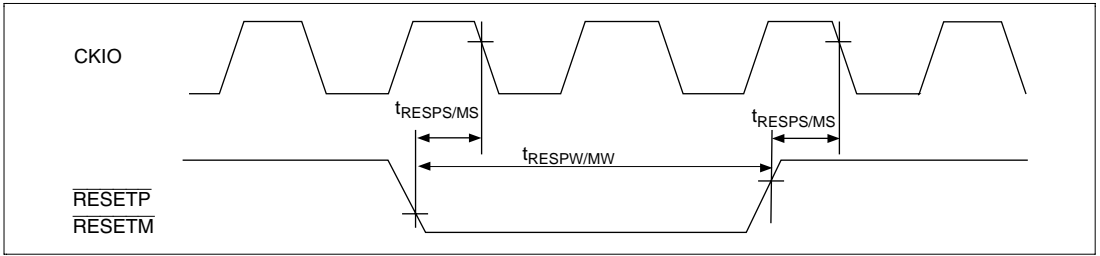 CKIO
tRESPS/MS
tRESPS/MS
tRESPW/MW
RESETP
RESETM